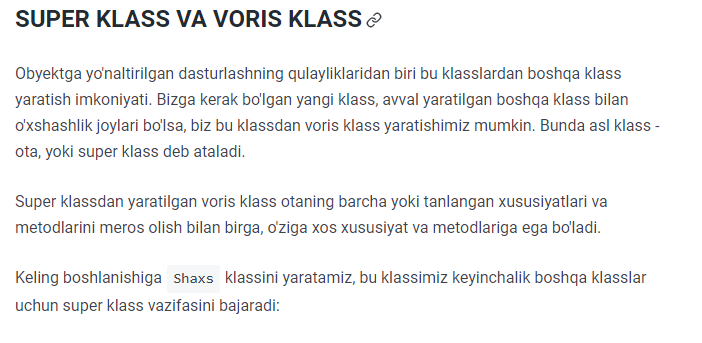 SUPER KLASS VA VORIS KLASS
Obyektga yo'naltirilgan dasturlashning qulayliklaridan biri bu klasslardan boshqa klass
yaratish imkoniyati. Bizga kerak bo'lgan yangi klass, avval yaratilgan boshqa klass bilan
o'xshashlik joylari bo'lsa, biz bu klassdan voris klass yaratishimiz mumkin. Bunda asl klass -
ota, yoki super klass deb ataladi.
Super klassdan yaratilgan voris klass otaning barcha yoki tanlangan xususiyatlari va
metodlarini meros olish bilan birga, o'ziga xos xususiyat va metodlariga ega bo'ladi.
Keling boshlanishiga Shaxs klassini yaratamiz, bu klassimiz keyinchalik boshqa klasslar
uchun super klass vazifasini bajaradi: